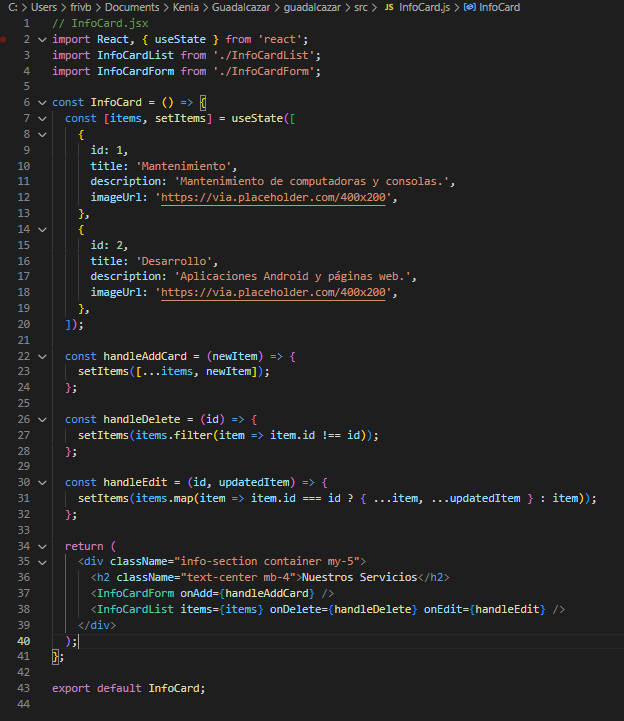 C: > Users > frivb > Documents > Kenia > Guadalcazar > guadalcazar > src > JS InfoCard.js > InfoCard
1 // InfoCard.jsx
2 import React, { useState } from 'react';
3 import InfoCardList from './InfoCardList';
4 import InfoCardForm from './InfoCardForm';
5
6 const InfoCard = () => {
7   const [items, setItems] = useState([
8     {
9       id: 1,
10       title: 'Mantenimiento',
11       description: 'Mantenimiento de computadoras y consolas.',
12       imageUrl: 'https://via.placeholder.com/400x200',
13     },
14     {
15       id: 2,
16       title: 'Desarrollo',
17       description: 'Aplicaciones Android y páginas web.',
18       imageUrl: 'https://via.placeholder.com/400x200',
19     },
20   ]);
21
22   const handleAddCard = (newItem) => {
23     setItems([...items, newItem]);
24   };
25
26   const handleDelete = (id) => {
27     setItems(items.filter(item => item.id !== id));
28   };
29
30   const handleEdit = (id, updatedItem) => {
31     setItems(items.map(item => item.id === id ? { ...item, ...updatedItem } : item));
32   };
33
34   return (
35     <div className="info-section container my-5">
36       <h2 className="text-center mb-4">Nuestros Servicios</h2>
37       <InfoCardForm onAdd={handleAddCard} />
38       <InfoCardList items={items} onDelete={handleDelete} onEdit={handleEdit} />
39     </div>
40   );
41 };
42
43 export default InfoCard;
44